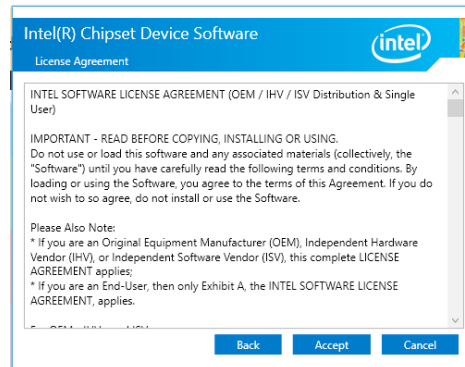 Intel(R) Chipset Device Software
intel
License Agreement
INTEL SOFTWARE LICENSE AGREEMENT (OEM / IHV / ISV Distribution & Single
User)
IMPORTANT - READ BEFORE COPYING, INSTALLING OR USING.
Do not use or load this software and any associated materials (collectively, the
"Software") until you have carefully read the following terms and conditions. By
loading or using the Software, you agree to the terms of this Agreement. If you do
not wish to so agree, do not install or use the Software.
Please Also Note:
* If you are an Original Equipment Manufacturer (OEM), Independent Hardware
Vendor (IHV), or Independent Software Vendor (ISV), this complete LICENSE
AGREEMENT applies;
* If you are an End-User, then only Exhibit A, the INTEL SOFTWARE LICENSE
AGREEMENT, applies.
Back Accept Cancel